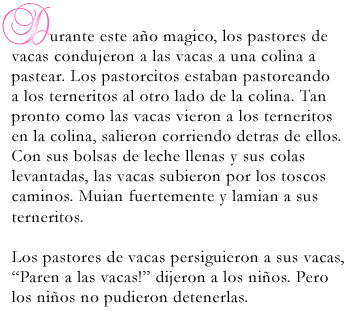 Durante este año magico, los pastores de
vacas condujeron a las vacas a una colina a
pastear. Los pastorcitos estaban pastoreando
a los terneritos al otro lado de la colina. Tan
pronto como las vacas vieron a los terneritos
en la colina, salieron corriendo detras de ellos.
Con sus bolsas de leche llenas y sus colas
levantadas, las vacas subieron por los toscos
caminos. Muian fuertemente y lamian a sus
terneritos.

Los pastores de vacas persiguieron a sus vacas,
“Paren a las vacas!” dijeron a los niños. Pero
los niños no pudieron detenerlas.